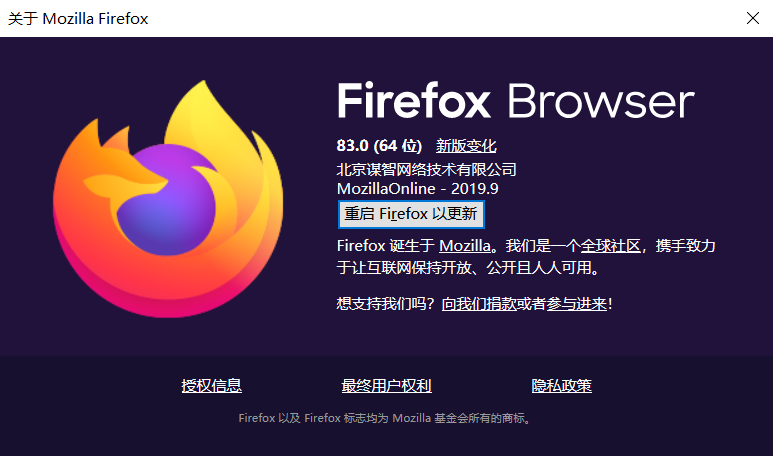 关于 Mozilla Firefox
Firefox Browser
83.0 (64 位) 新版变化
北京谋智网络技术有限公司
MozillaOnline - 2019.9
重启 Firefox 以更新
Firefox 诞生于 Mozilla。我们是一个全球社区，携手致力
于让互联网保持开放、公开且人人可用。
想支持我们吗？向我们捐款或者参与进来！
授权信息 最终用户权利 隐私政策
Firefox 以及 Firefox 标志均为 Mozilla 基金会所有的商标。